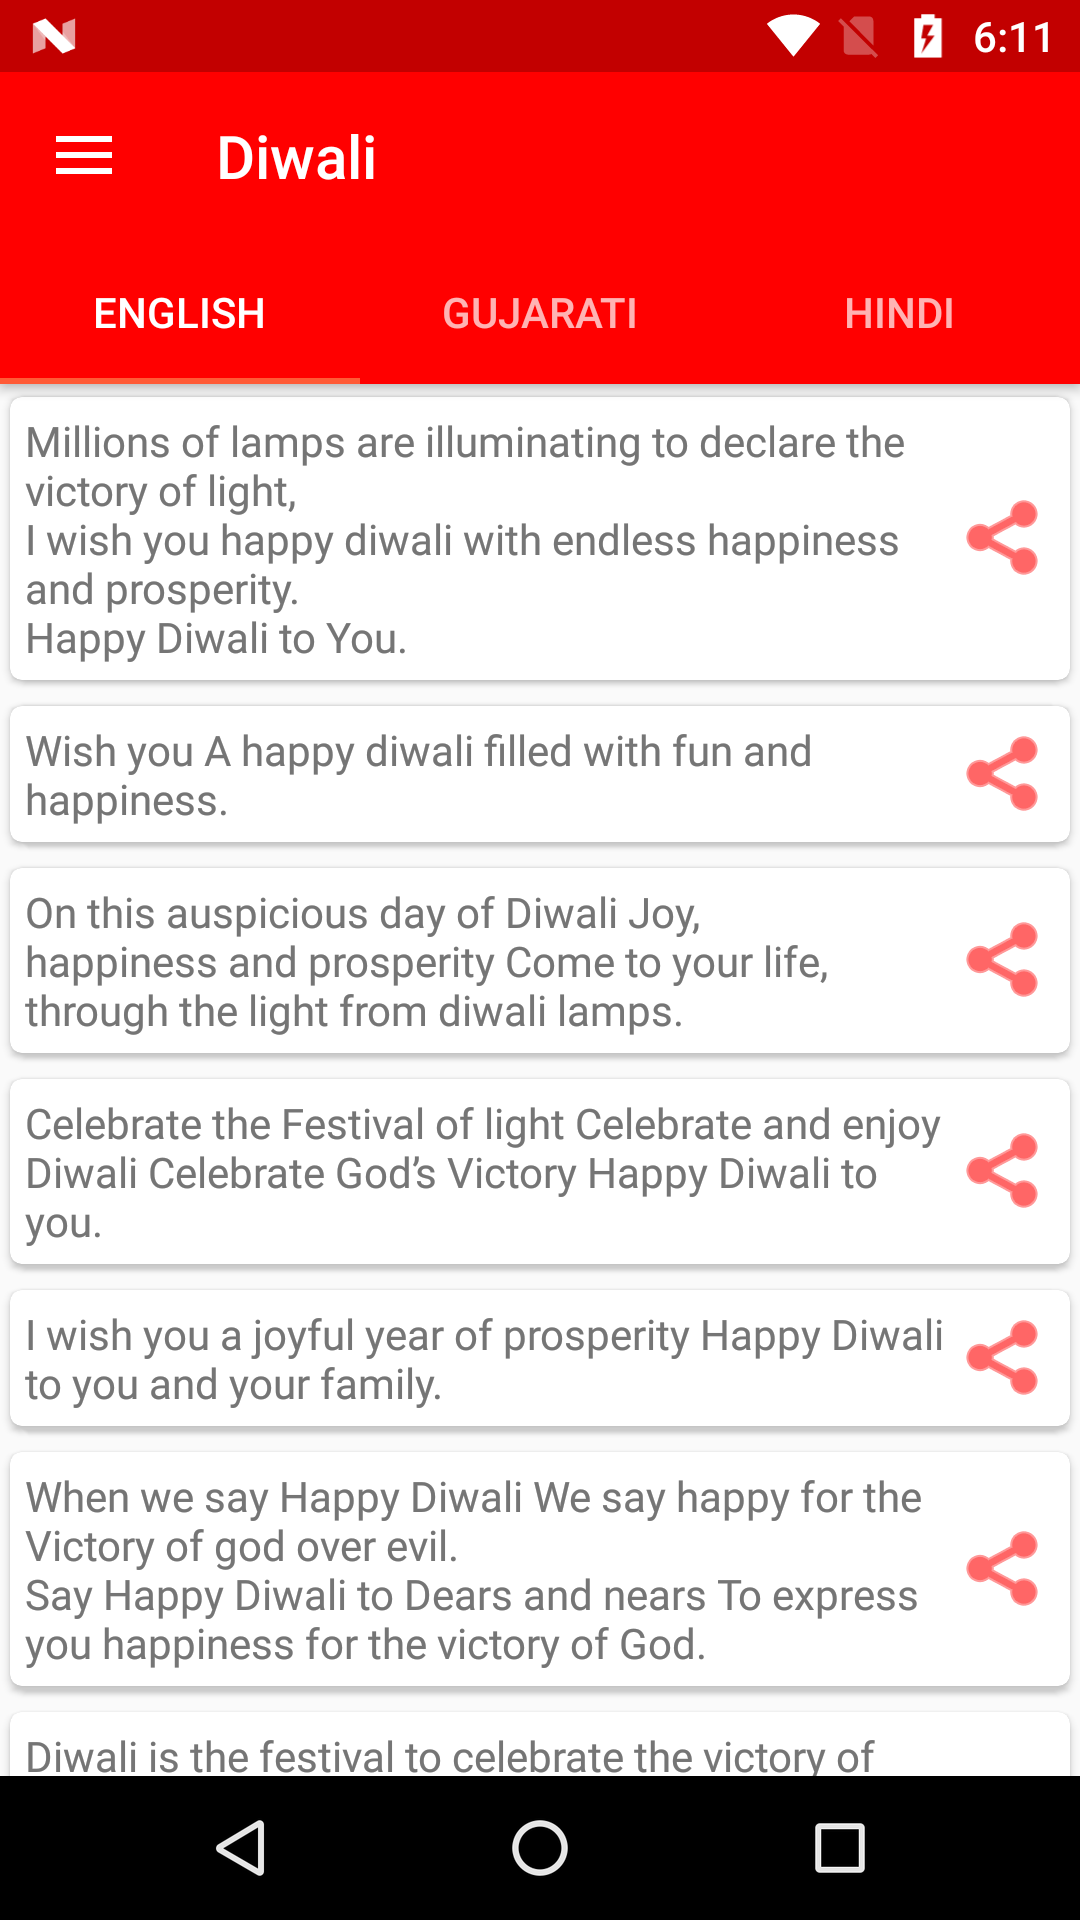 6:11
Diwali
ENGLISH
GUJARATI
HINDI
Millions of lamps are illuminating to declare the
victory of light,
I wish you happy diwali with endless happiness
and prosperity.
Happy Diwali to You.
Wish you A happy diwali filled with fun and
happiness.
On this auspicious day of Diwali Joy,
happiness and prosperity Come to your life,
through the light from diwali lamps.
Celebrate the Festival of light Celebrate and enjoy
Diwali Celebrate God’s Victory Happy Diwali to
you.
I wish you a joyful year of prosperity Happy Diwali
to you and your family.
When we say Happy Diwali We say happy for the
Victory of god over evil.
Say Happy Diwali to Dears and nears To express
you happiness for the victory of God.
Diwali is the festival to celebrate the victory of